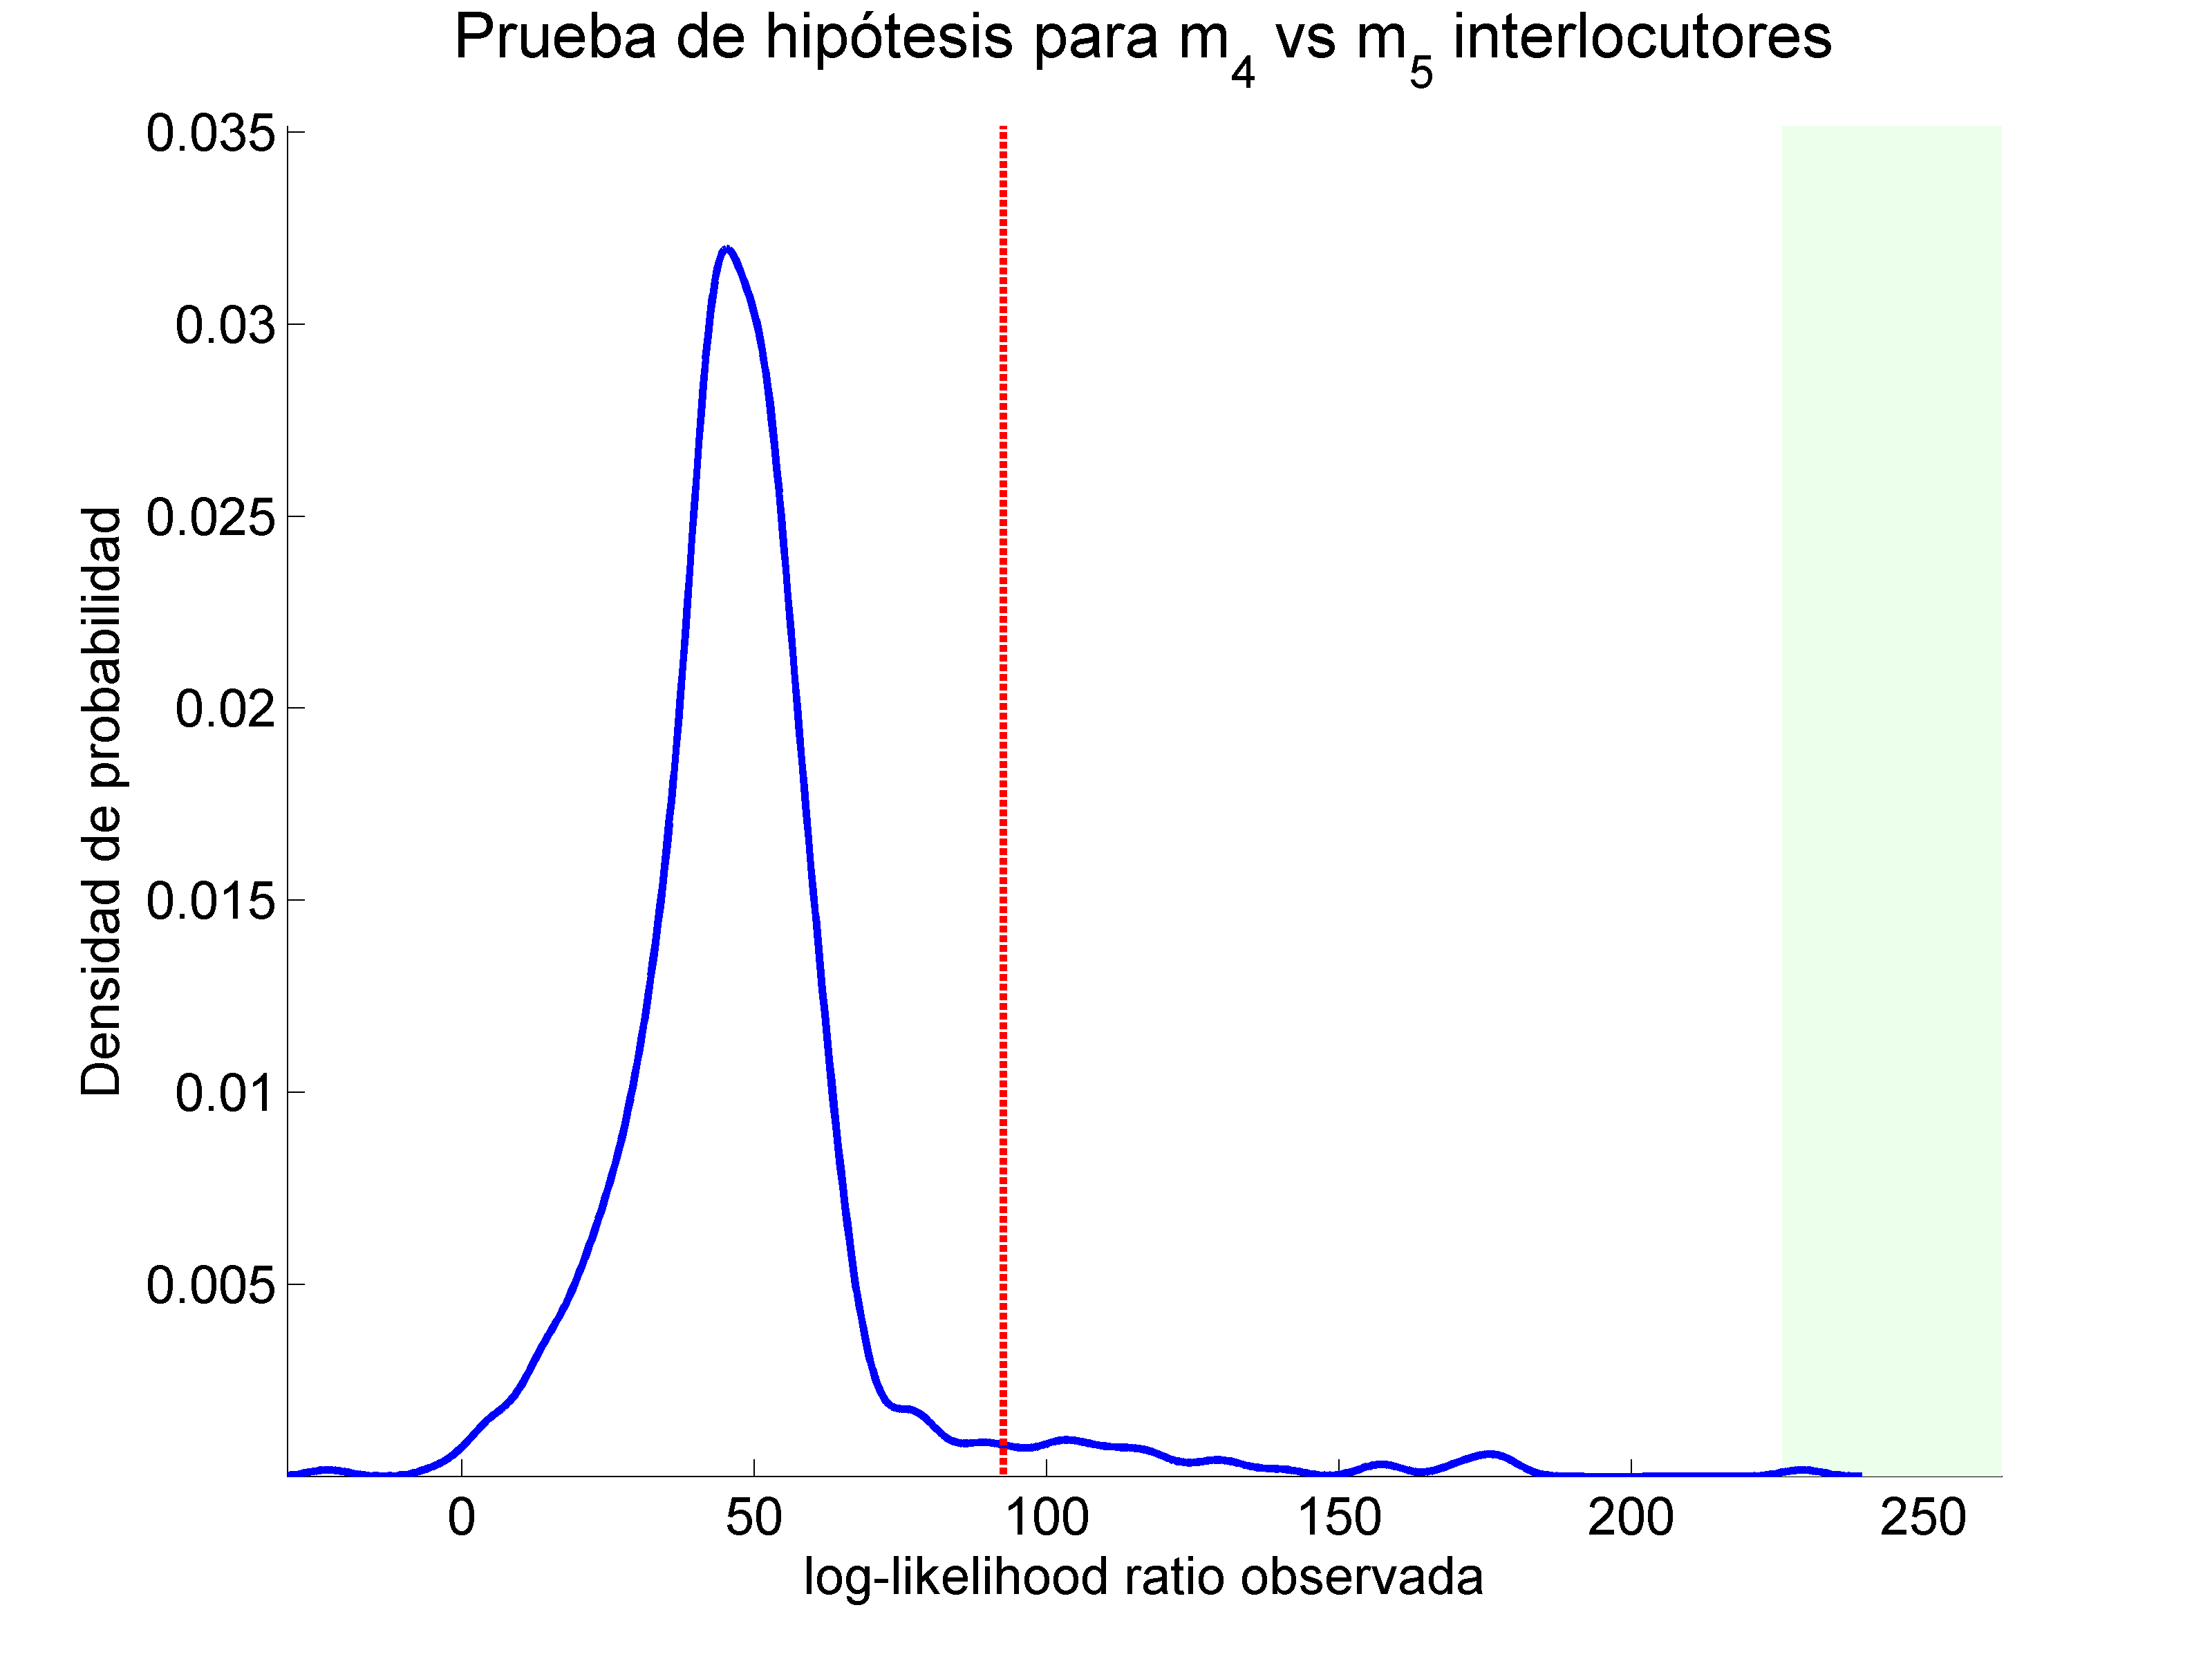 Prueba de hipótesis para m4 vs m5 interlocutores
0.035
0.03
0.025
0.02
0.015
0.01
0.005
Densidad de probabilidad
0 50 100 150 200 250
log-likelihood ratio observada